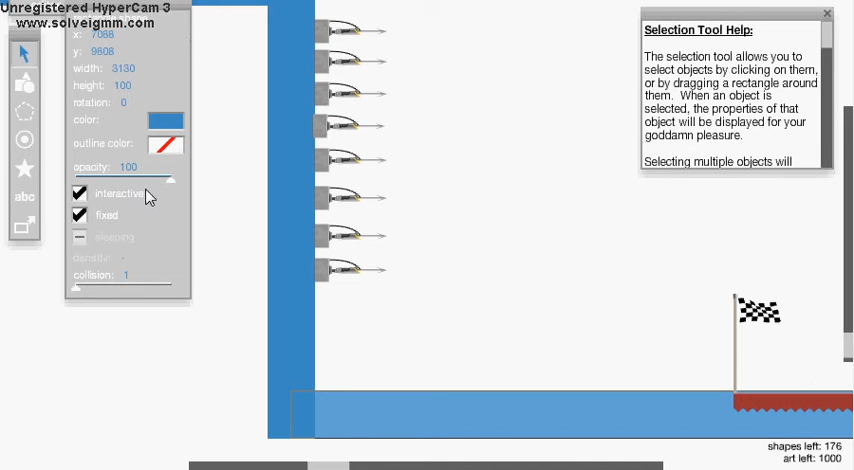 Unregistered HyperCam 3
www.solveigmm.com
x: 7088
y: 9808
width: 3130
height: 100
rotation: 0
color:
outline color:
opacity: 100
interactive
fixed
sleeping
density: -
collision: 1
abc
Selection Tool Help:
The selection tool allows you to
select objects by clicking on them,
or by dragging a rectangle around
them. When an object is
selected, the properties of that
object will be displayed for your
goddamn pleasure.
Selecting multiple objects will
shapes left: 176
art left: 1000